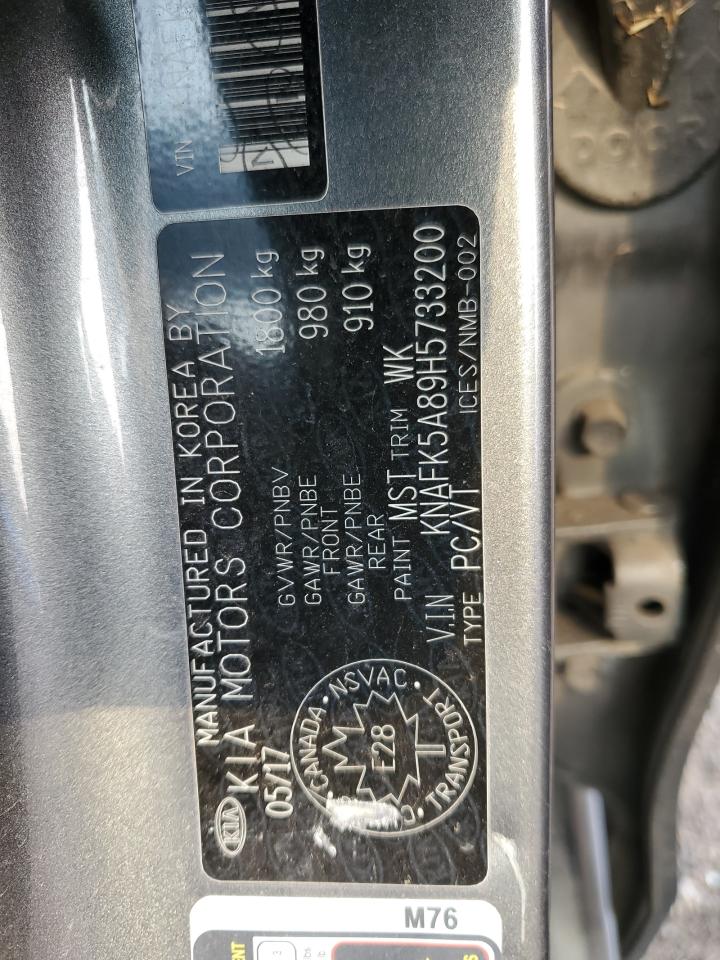 VIN
MANUFACTURED IN KOREA BY
KIA KIA MOTORS CORPORATION
05/17
GVWR/PNBV 1800 kg
GAWR/PNBE FRONT 980 kg
GAWR/PNBE REAR 910 kg
PAINT MST TRIM WK
V.I.N KNAFK5A89H5733200
TYPE PC/VT ICES/NMB-002
CANADA · NSVAC ·
E28
TRANSPORT
M76
DOOR